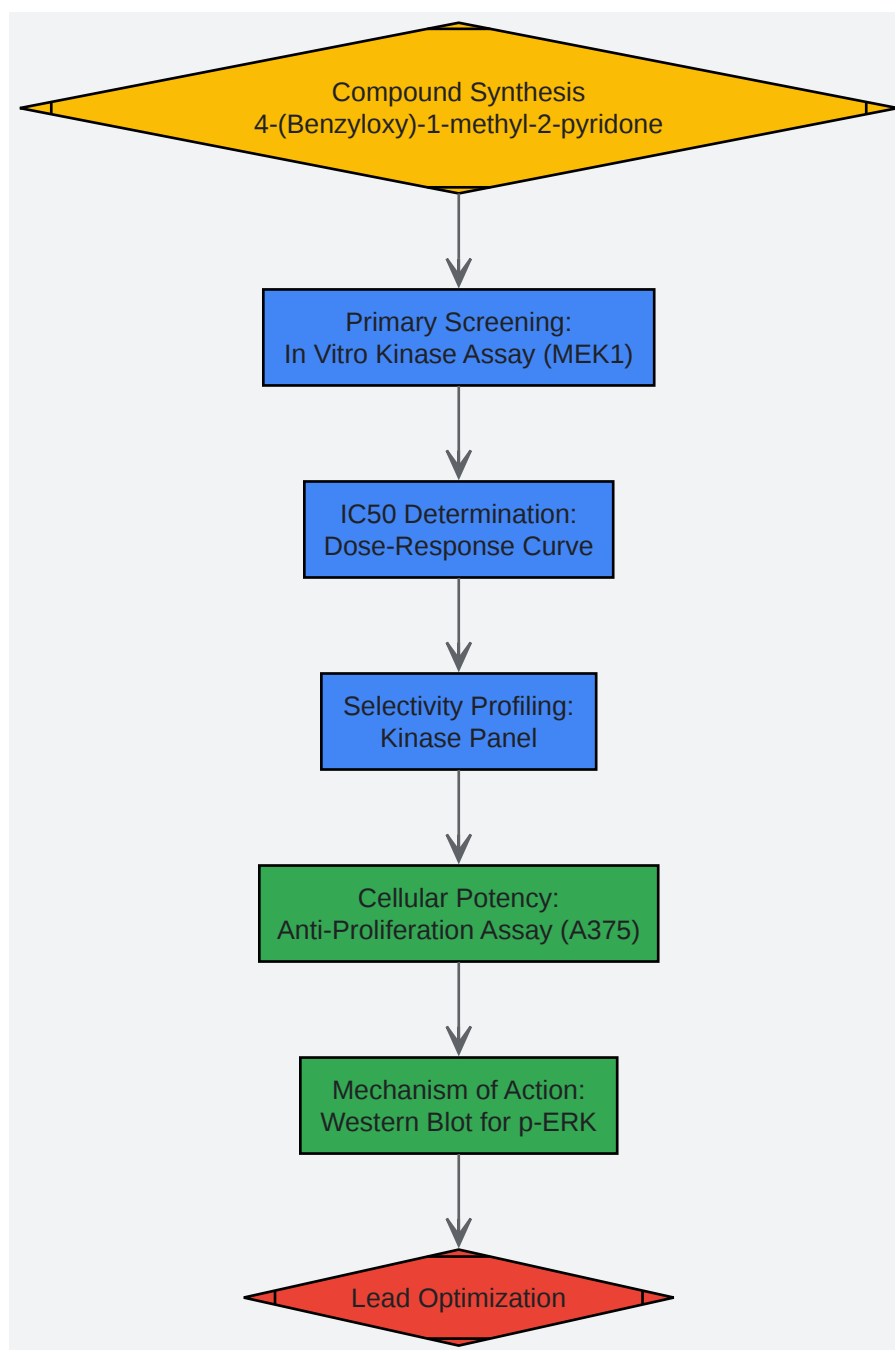 Compound Synthesis
4-(Benzyloxy)-1-methyl-2-pyridone
Primary Screening:
In Vitro Kinase Assay (MEK1)
IC50 Determination:
Dose-Response Curve
Selectivity Profiling:
Kinase Panel
Cellular Potency:
Anti-Proliferation Assay (A375)
Mechanism of Action:
Western Blot for p-ERK
Lead Optimization